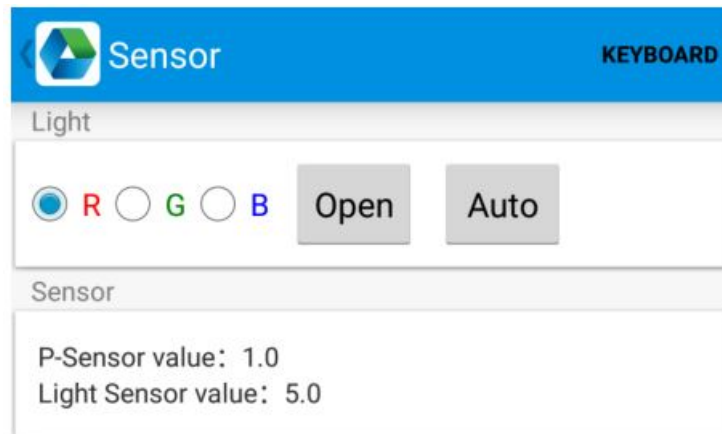 Sensor KEYBOARD
Light
R G B Open Auto
Sensor
P-Sensor value：1.0
Light Sensor value：5.0